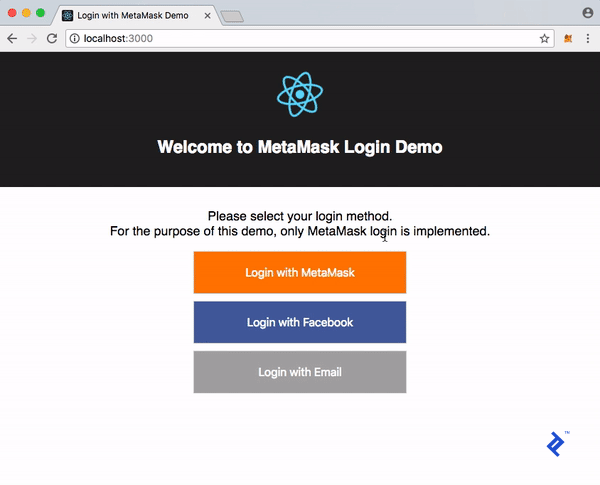 Login with MetaMask Demo
localhost:3000
Welcome to MetaMask Login Demo
Please select your login method.
For the purpose of this demo, only MetaMask login is implemented.
Login with MetaMask
Login with Facebook
Login with Email
TM